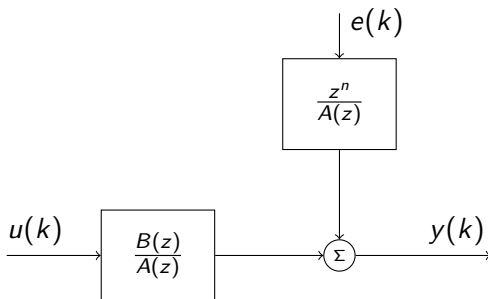 e(k)
z^n
A(z)
u(k)
B(z)
A(z)
Σ
y(k)